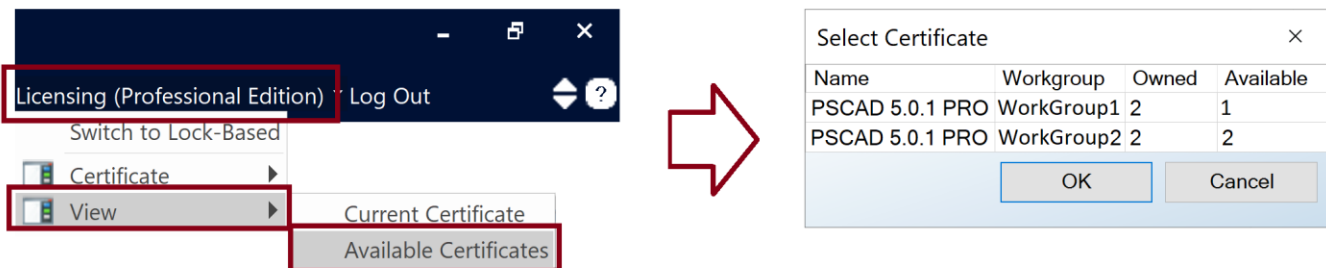 Licensing (Professional Edition) Log Out ?
Switch to Lock-Based
Certificate
View
Current Certificate
Available Certificates
Select Certificate
Name Workgroup Owned Available
PSCAD 5.0.1 PRO WorkGroup1 2 1
PSCAD 5.0.1 PRO WorkGroup2 2 2
OK Cancel